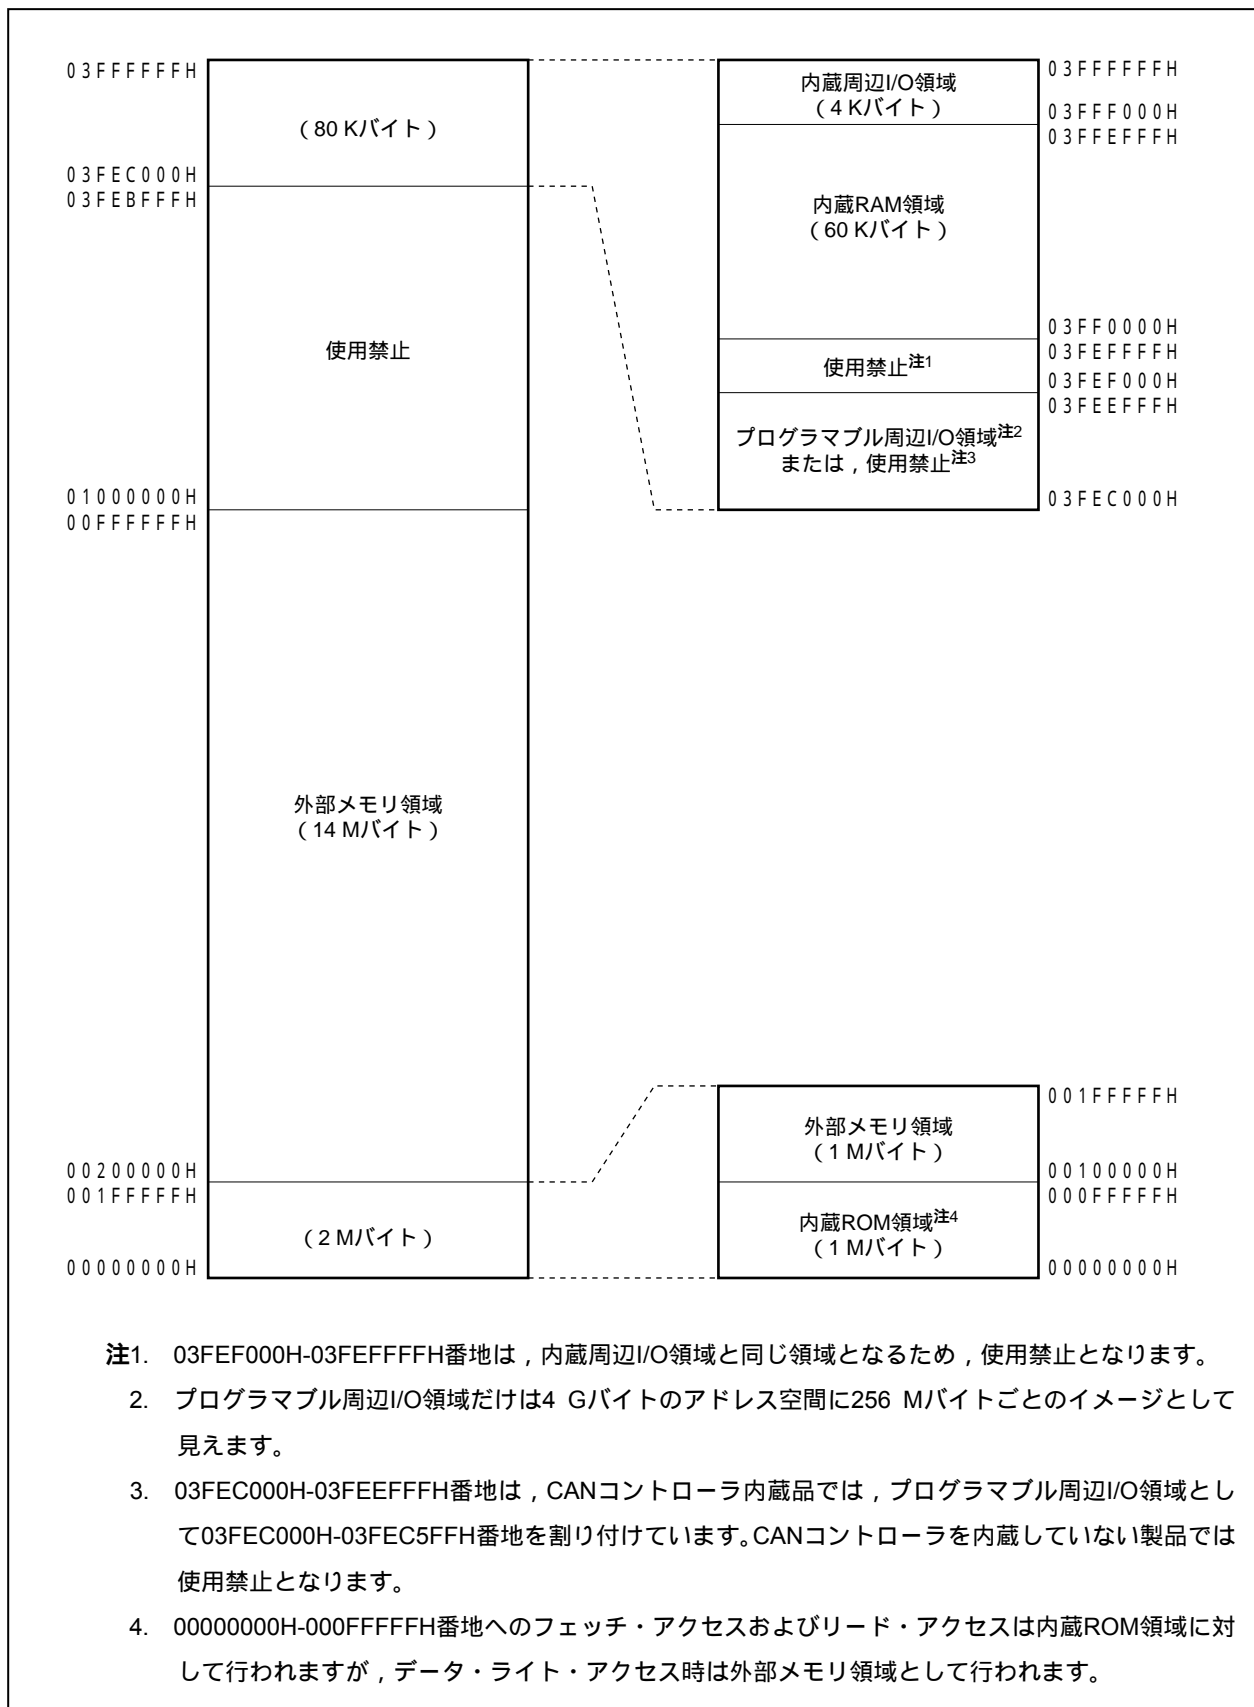 03FFFFFFH
(80 Kバイト)
03FEC000H
03FEBFFFH
使用禁止
01000000H
00FFFFFFH
外部メモリ領域
(14 Mバイト)
00200000H
001FFFFFH
(2 Mバイト)
00000000H
内蔵周辺I/O領域
(4 Kバイト)
03FFFFFFH
03FFF000H
03FFEFFFH
内蔵RAM領域
(60 Kバイト)
03FF0000H
03FEFFFFH
使用禁止注1
03FEF000H
03FEEFFFH
プログラマブル周辺I/O領域注2
または,使用禁止注3
03FEC000H
001FFFFFH
外部メモリ領域
(1 Mバイト)
00100000H
000FFFFFH
内蔵ROM領域注4
(1 Mバイト)
00000000H
注1. 03FEF000H-03FEFFFFH番地は,内蔵周辺I/O領域と同じ領域となるため,使用禁止となります。
2. プログラマブル周辺I/O領域だけは4 Gバイトのアドレス空間に256 Mバイトごとのイメージとして
見えます。
3. 03FEC000H-03FEEFFFH番地は,CANコントローラ内蔵品では,プログラマブル周辺I/O領域とし
て03FEC000H-03FEC5FFH番地を割り付けています。CANコントローラを内蔵していない製品では
使用禁止となります。
4. 00000000H-000FFFFFH番地へのフェッチ・アクセスおよびリード・アクセスは内蔵ROM領域に対
して行われますが,データ・ライト・アクセス時は外部メモリ領域として行われます。